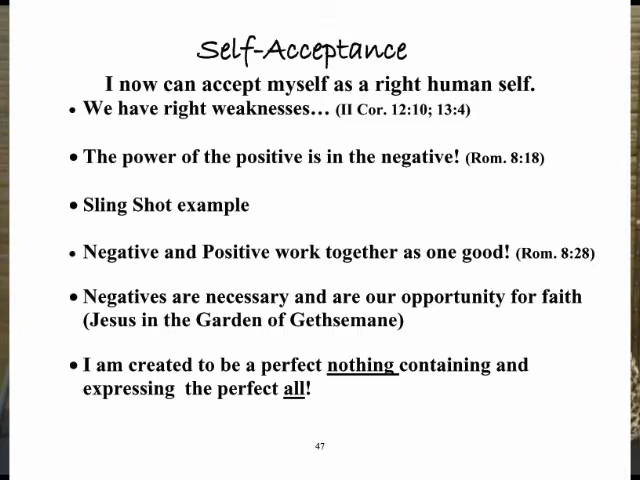 Self-Acceptance
I now can accept myself as a right human self.
• We have right weaknesses… (II Cor. 12:10; 13:4)
• The power of the positive is in the negative! (Rom. 8:18)
• Sling Shot example
• Negative and Positive work together as one good! (Rom. 8:28)
• Negatives are necessary and are our opportunity for faith
(Jesus in the Garden of Gethsemane)
• I am created to be a perfect nothing containing and
expressing the perfect all!
47